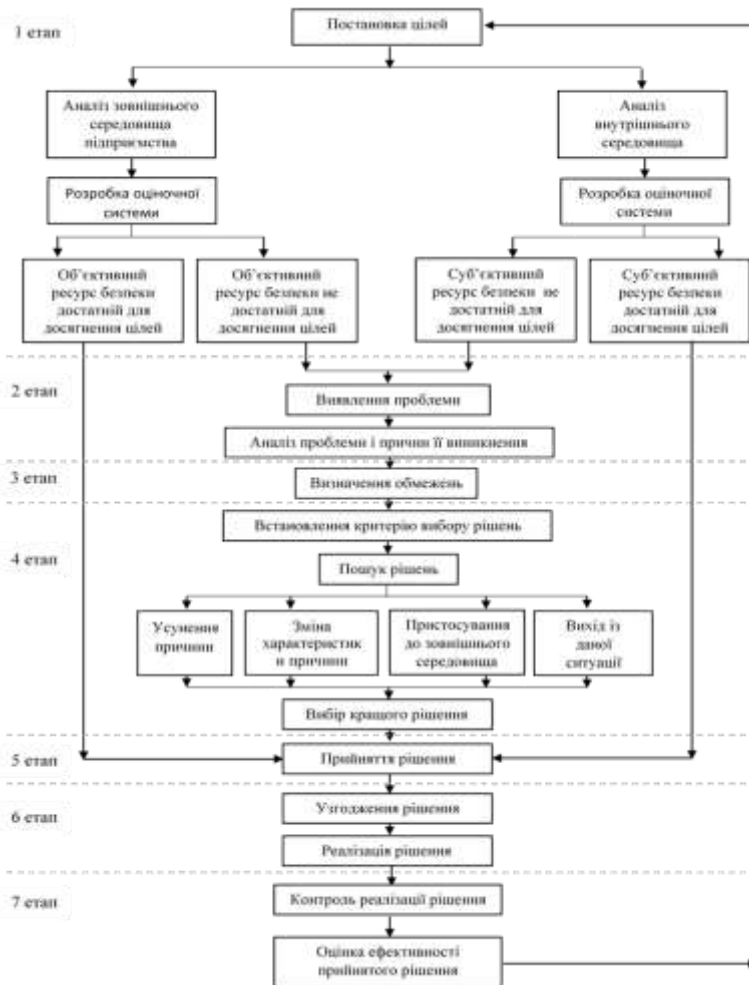 1 етап
Постановка цілей
Аналіз зовнішнього
середовища
підприємства
Аналіз
внутрішнього
середовища
Розробка оціночної
системи
Розробка оціночної
системи
Об’єктивний
ресурс безпеки
достатній для
досягнення цілей
Об’єктивний
ресурс безпеки не
достатній для
досягнення цілей
Суб’єктивний
ресурс безпеки не
достатній для
досягнення цілей
Суб’єктивний
ресурс безпеки
достатній для
досягнення цілей
2 етап
Виявлення проблеми
Аналіз проблеми і причин її виникнення
3 етап
Визначення обмежень
Встановлення критерію вибору рішень
4 етап
Пошук рішень
Усунення
причини
Зміна
характеристик
и причини
Пристосування
до зовнішнього
середовища
Вихід із
даної
ситуації
Вибір кращого рішення
5 етап
Прийняття рішення
6 етап
Узгодження рішення
Реалізація рішення
7 етап
Контроль реалізації рішення
Оцінка ефективності
прийнятого рішення